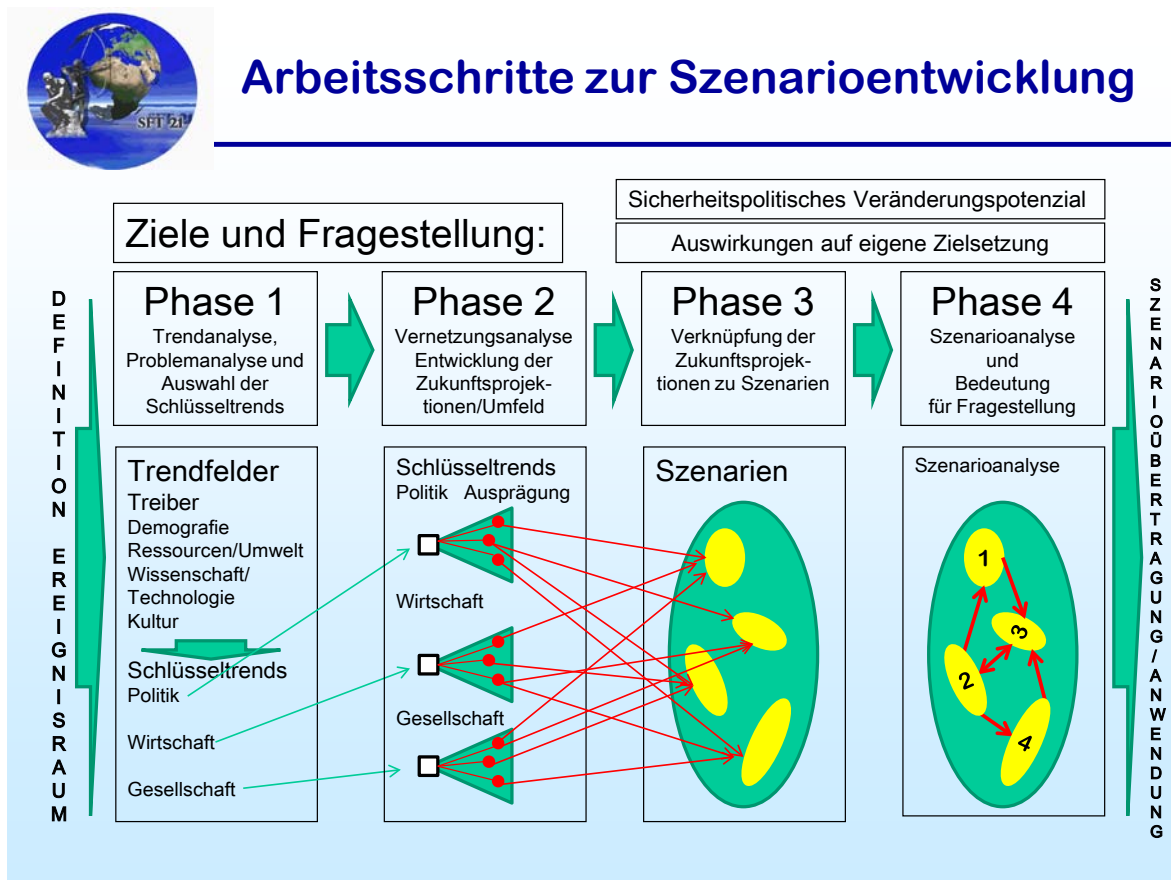 SFT 21
Arbeitsschritte zur Szenarioentwicklung
Ziele und Fragestellung:
Sicherheitspolitisches Veränderungspotenzial
Auswirkungen auf eigene Zielsetzung
DEFINITION EREIGNISRAUM
Phase 1
Trendanalyse,
Problemanalyse und
Auswahl der
Schlüsseltrends
Phase 2
Vernetzungsanalyse
Entwicklung der
Zukunftsprojek-
tionen/Umfeld
Phase 3
Verknüpfung der
Zukunftsprojek-
tionen zu Szenarien
Phase 4
Szenarioanalyse
und
Bedeutung
für Fragestellung
Trendfelder
Treiber
Demografie
Ressourcen/Umwelt
Wissenschaft/
Technologie
Kultur
Schlüsseltrends
Politik
Wirtschaft
Gesellschaft
Schlüsseltrends
Politik Ausprägung
Wirtschaft
Gesellschaft
Szenarien
Szenarioanalyse
1
3
2
4
SZENARIOÜBERTRAGUNG/ANWENDUNG